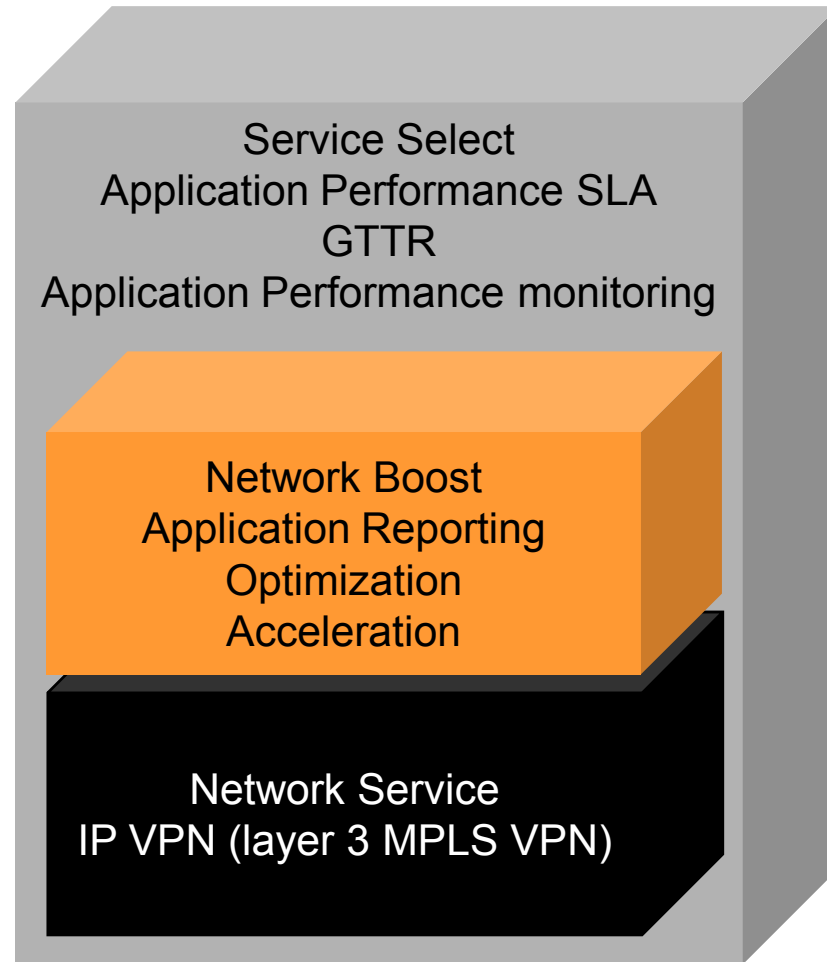 Service Select
Application Performance SLA
GTTR
Application Performance monitoring
Network Boost
Application Reporting
Optimization
Acceleration
Network Service
IP VPN (layer 3 MPLS VPN)